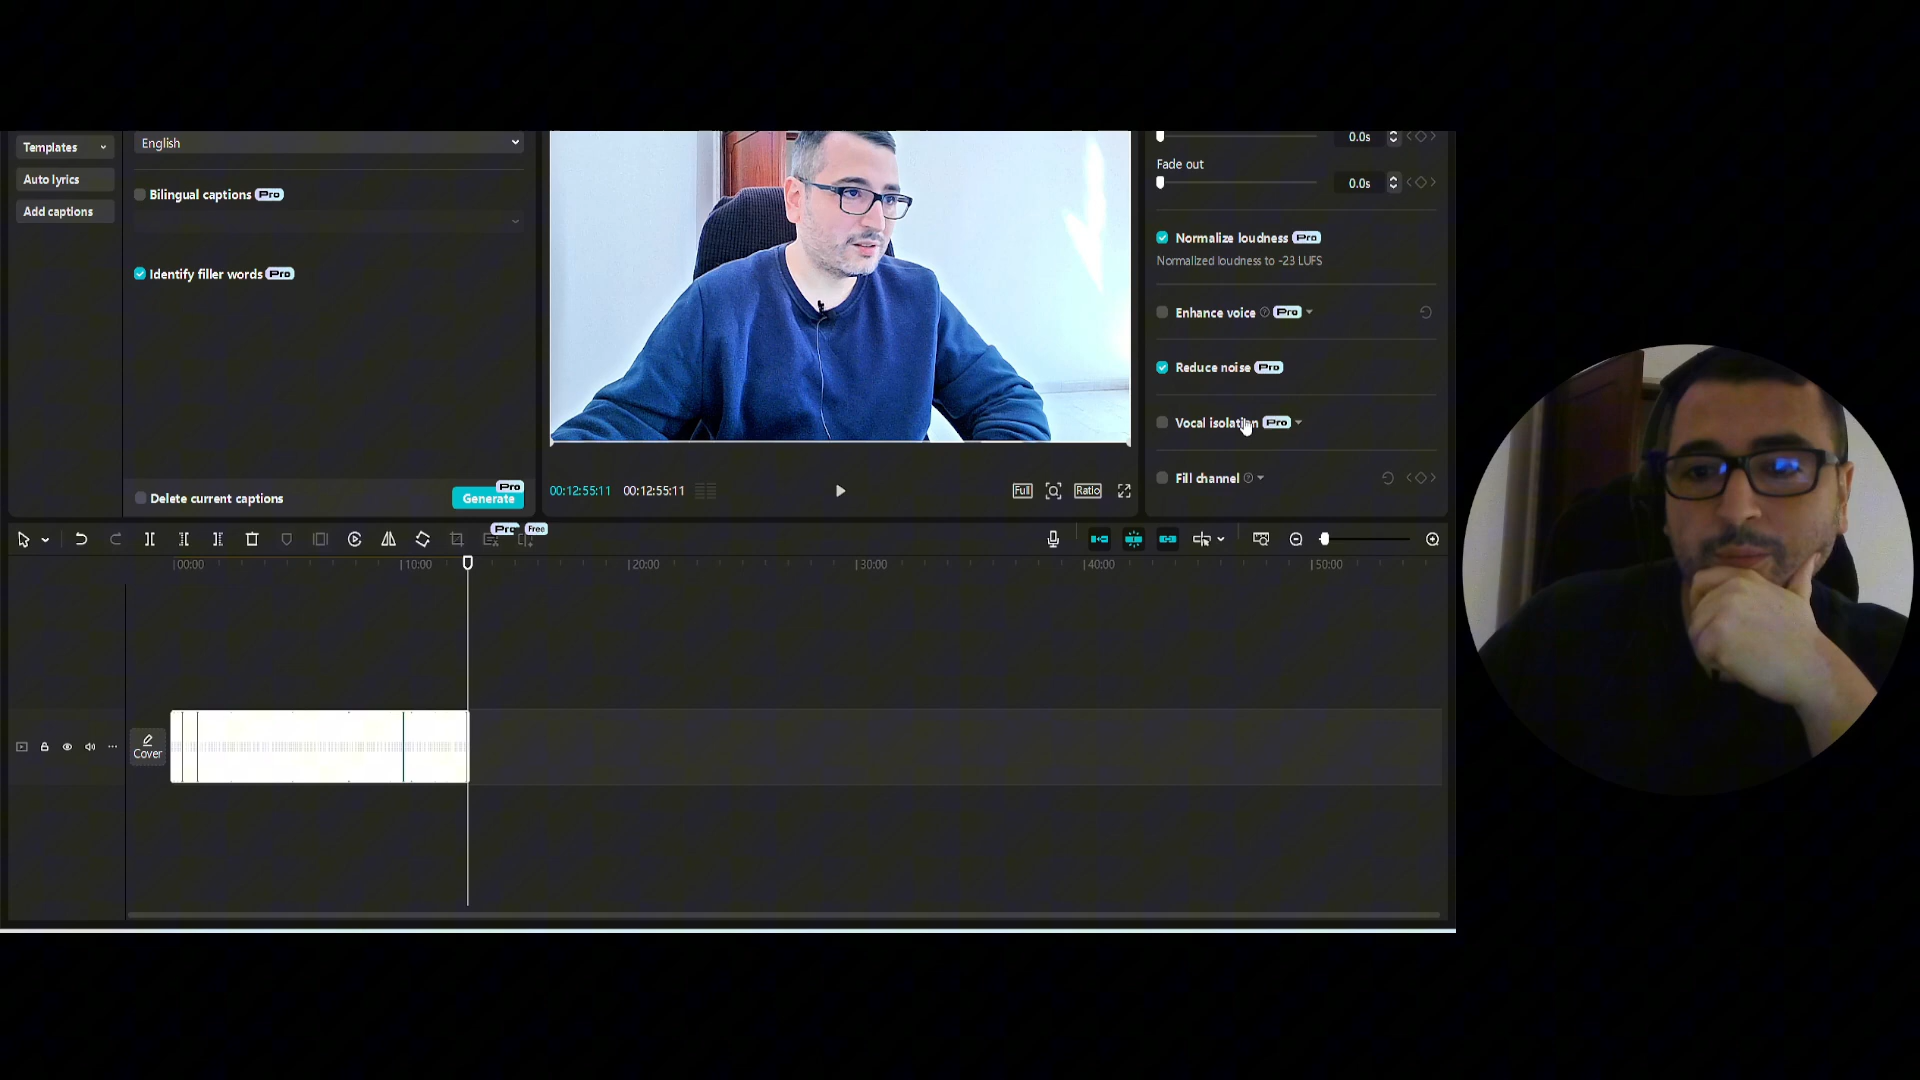 Templates
Auto lyrics
Add captions
English
Bilingual captions Pro
Identify filler words Pro
Delete current captions
Pro
Generate
00:12:55:11 00:12:55:11
Full
Ratio
0.0s
Fade out
0.0s
Normalize loudness Pro
Normalized loudness to -23 LUFS
Enhance voice Pro
Reduce noise Pro
Vocal isolation Pro
Fill channel
Pro Free
00:00 10:00 20:00 30:00 40:00 50:00
Cover